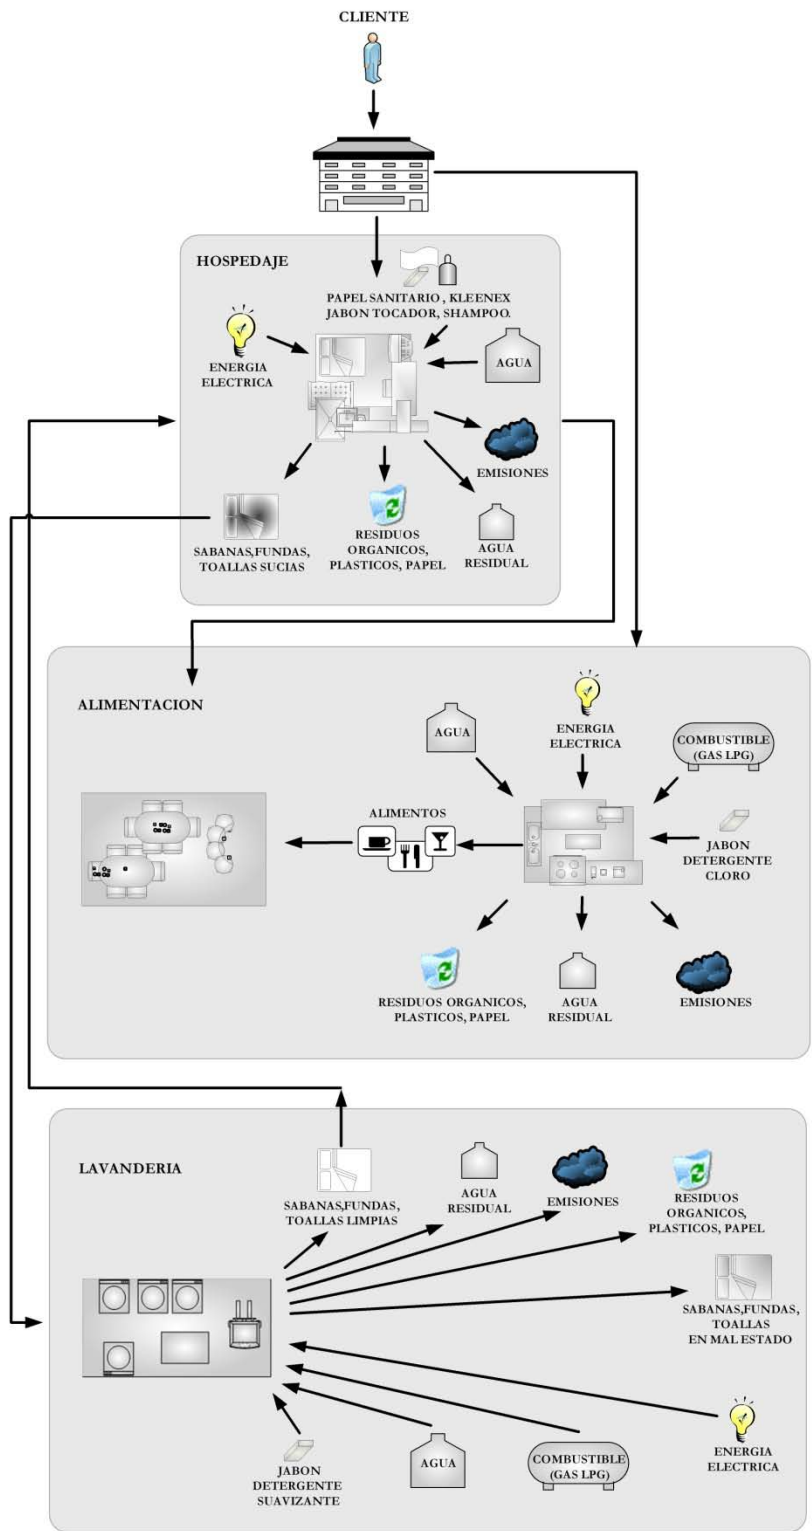 CLIENTE
HOSPEDAJE
PAPEL SANITARIO , KLEENEX
JABON TOCADOR, SHAMPOO.
ENERGIA
ELECTRICA
AGUA
EMISIONES
SABANAS,FUNDAS,
TOALLAS SUCIAS
RESIDUOS
ORGANICOS,
PLASTICOS, PAPEL
AGUA
RESIDUAL
ALIMENTACION
AGUA
ENERGIA
ELECTRICA
COMBUSTIBLE
(GAS LPG)
ALIMENTOS
JABON
DETERGENTE
CLORO
RESIDUOS ORGANICOS,
PLASTICOS, PAPEL
AGUA
RESIDUAL
EMISIONES
LAVANDERIA
SABANAS,FUNDAS,
TOALLAS LIMPIAS
AGUA
RESIDUAL
EMISIONES
RESIDUOS
ORGANICOS,
PLASTICOS, PAPEL
SABANAS,FUNDAS,
TOALLAS
EN MAL ESTADO
JABON
DETERGENTE
SUAVIZANTE
AGUA
COMBUSTIBLE
(GAS LPG)
ENERGIA
ELECTRICA